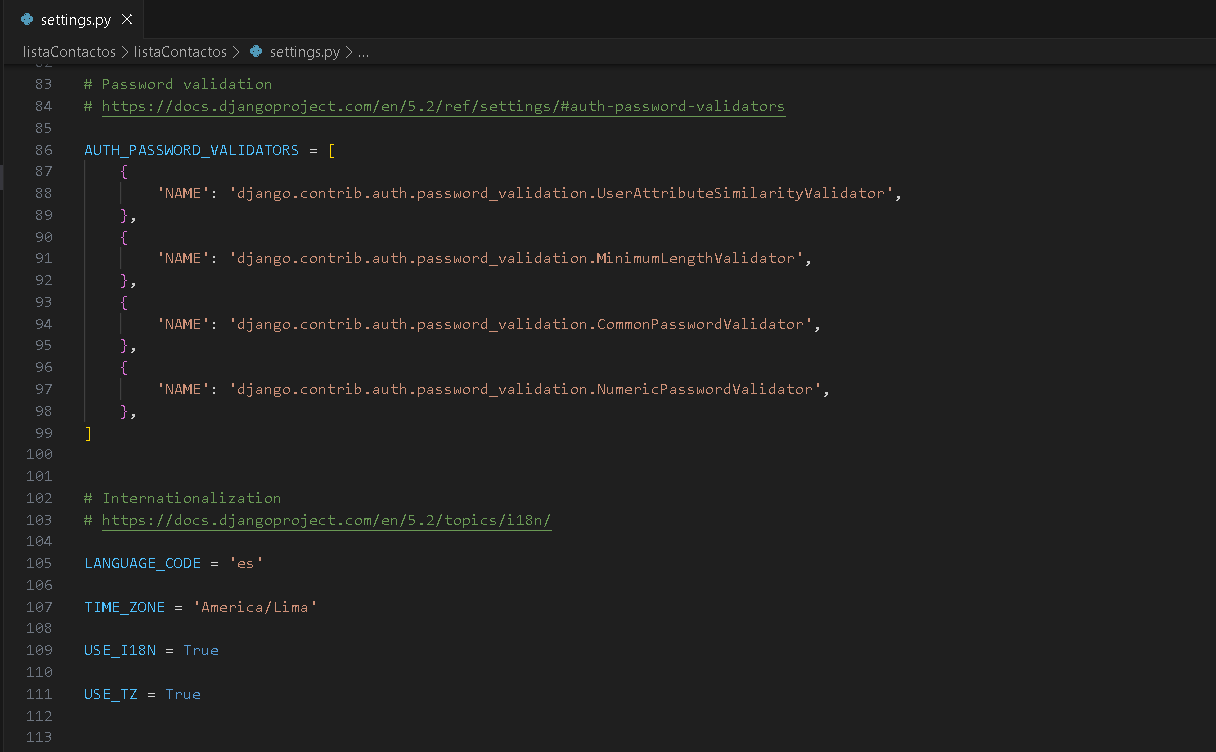 settings.py
listaContactos > listaContactos > settings.py > ...
82
83 # Password validation
84 # https://docs.djangoproject.com/en/5.2/ref/settings/#auth-password-validators
85
86 AUTH_PASSWORD_VALIDATORS = [
87     {
88         'NAME': 'django.contrib.auth.password_validation.UserAttributeSimilarityValidator',
89     },
90     {
91         'NAME': 'django.contrib.auth.password_validation.MinimumLengthValidator',
92     },
93     {
94         'NAME': 'django.contrib.auth.password_validation.CommonPasswordValidator',
95     },
96     {
97         'NAME': 'django.contrib.auth.password_validation.NumericPasswordValidator',
98     },
99 ]
100
101
102 # Internationalization
103 # https://docs.djangoproject.com/en/5.2/topics/i18n/
104
105 LANGUAGE_CODE = 'es'
106
107 TIME_ZONE = 'America/Lima'
108
109 USE_I18N = True
110
111 USE_TZ = True
112
113